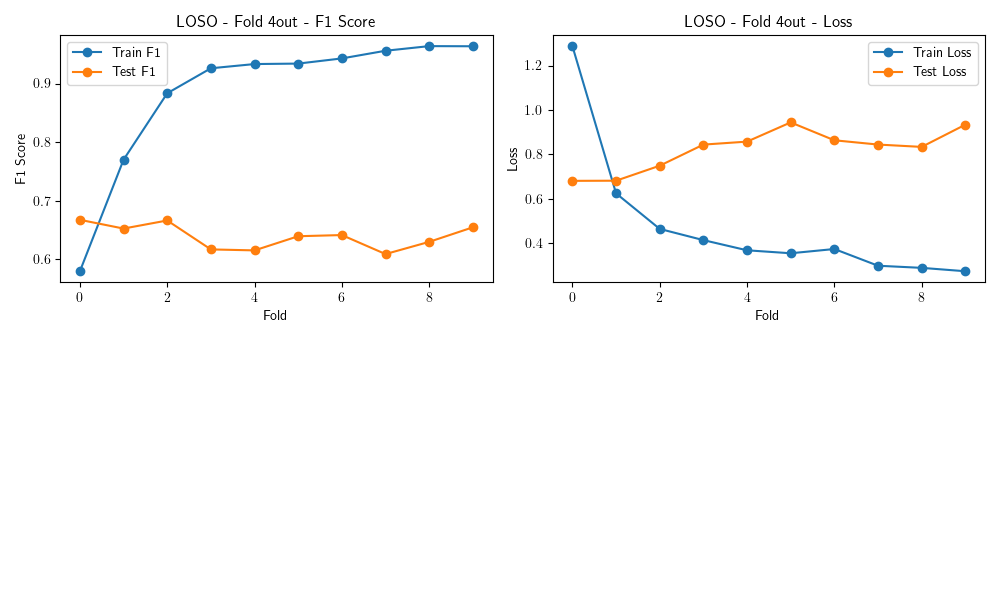 LOSO - Fold 4out - F1 Score
Train F1
Test F1
F1 Score
0.9
0.8
0.7
0.6
0 2 4 6 8
Fold
LOSO - Fold 4out - Loss
Train Loss
Test Loss
Loss
1.2
1.0
0.8
0.6
0.4
0 2 4 6 8
Fold